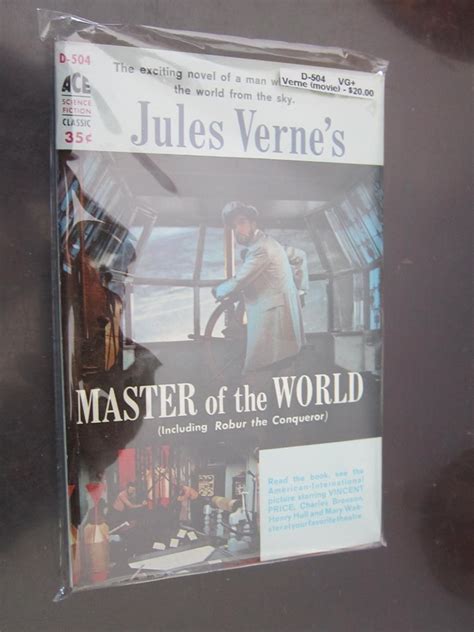 D-504
ACE
SCIENCE
FICTION
CLASSIC
35¢
The exciting novel of a man wh
the world from the sky.
D-504 VG+
Verne (movie) - $20.00
Jules Verne's
MASTER of the WORLD
(Including Robur the Conqueror)
Read the book, see the
American-International
picture starring VINCENT
PRICE, Charles Bronson,
Henry Hull and Mary Web-
ster at your favorite theatre.